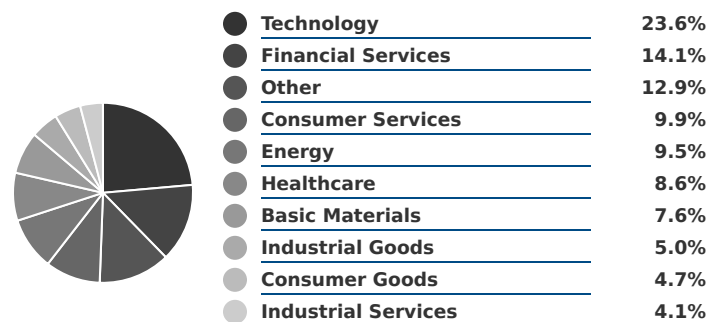 Technology 23.6%
Financial Services 14.1%
Other 12.9%
Consumer Services 9.9%
Energy 9.5%
Healthcare 8.6%
Basic Materials 7.6%
Industrial Goods 5.0%
Consumer Goods 4.7%
Industrial Services 4.1%